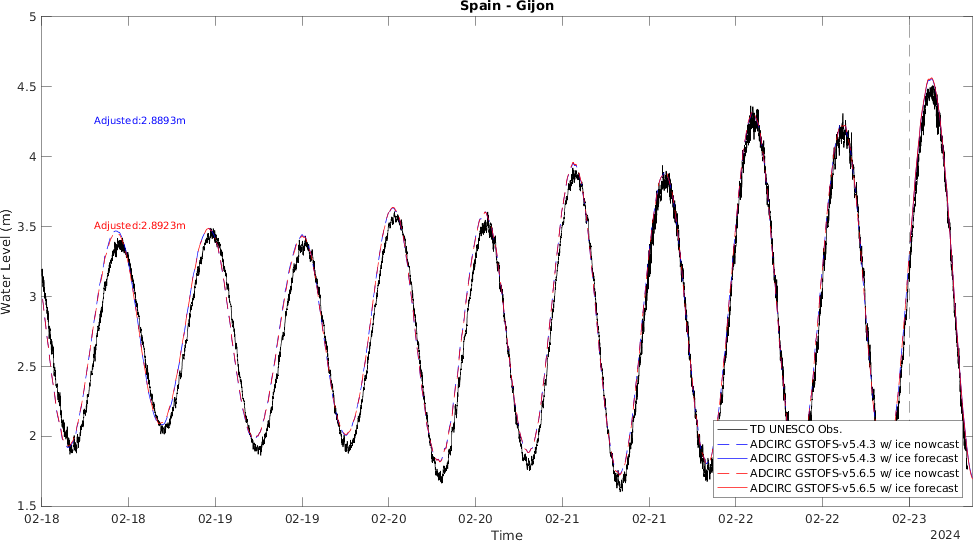 Spain - Gijon
5
4.5
4
3.5
3
2.5
2
1.5
Water Level (m)
Adjusted:2.8893m
Adjusted:2.8923m
TD UNESCO Obs.
ADCIRC GSTOFS-v5.4.3 w/ ice nowcast
ADCIRC GSTOFS-v5.4.3 w/ ice forecast
ADCIRC GSTOFS-v5.6.5 w/ ice nowcast
ADCIRC GSTOFS-v5.6.5 w/ ice forecast
02-18 02-18 02-19 02-19 02-20 02-20 02-21 02-21 02-22 02-22 02-23
Time
2024